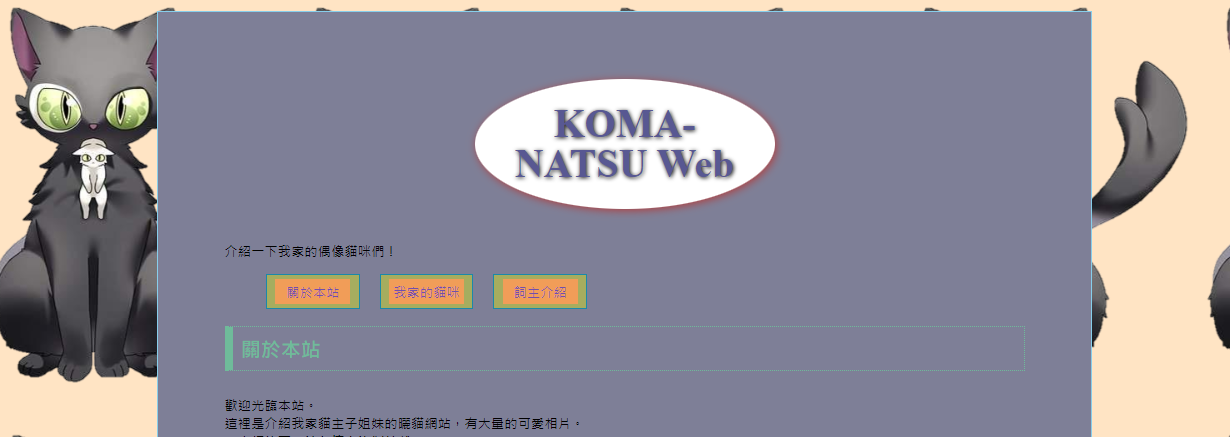 KOMA-
NATSU Web
介紹一下我家的偶像貓咪們！
關於本站
我家的貓咪
飼主介紹
關於本站
歡迎光臨本站。
這裡是介紹我家貓主子姐妹的曬貓網站，有大量的可愛相片。